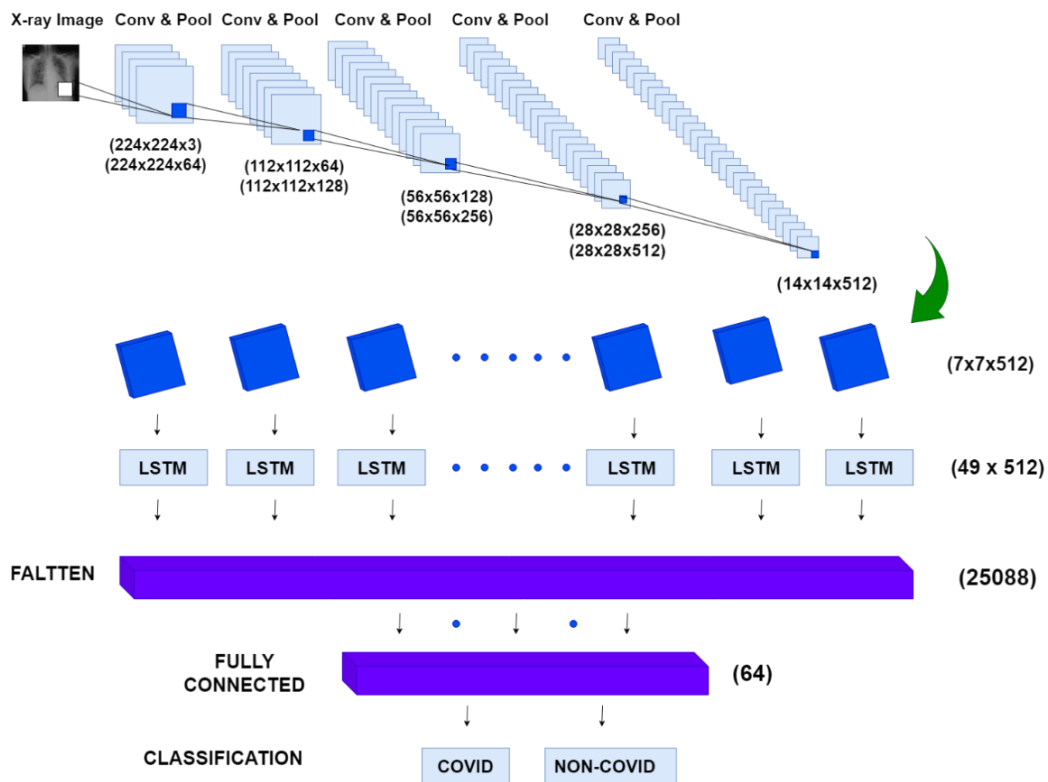 X-ray Image
Conv & Pool
Conv & Pool
Conv & Pool
Conv & Pool
Conv & Pool
(224x224x3)
(224x224x64)
(112x112x64)
(112x112x128)
(56x56x128)
(56x56x256)
(28x28x256)
(28x28x512)
(14x14x512)
(7x7x512)
LSTM
LSTM
LSTM
LSTM
LSTM
LSTM
(49 x 512)
FALTTEN
(25088)
FULLY
CONNECTED
(64)
CLASSIFICATION
COVID
NON-COVID